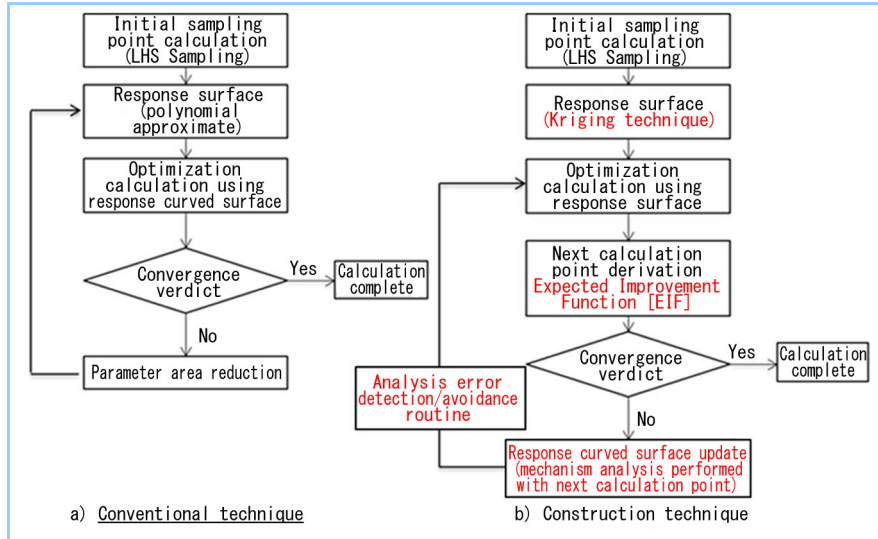 Initial sampling
point calculation
(LHS Sampling)
Response surface
(polynomial
approximate)
Optimization
calculation using
response curved surface
Convergence
verdict
Yes
Calculation
complete
No
Parameter area reduction
a) Conventional technique
Initial sampling
point calculation
(LHS Sampling)
Response surface
(Kriging technique)
Optimization
calculation using
response surface
Next calculation
point derivation
Expected Improvement
Function [EIF]
Convergence
verdict
Yes
Calculation
complete
No
Analysis error
detection/avoidance
routine
Response curved surface update
(mechanism analysis performed
with next calculation point)
b) Construction technique